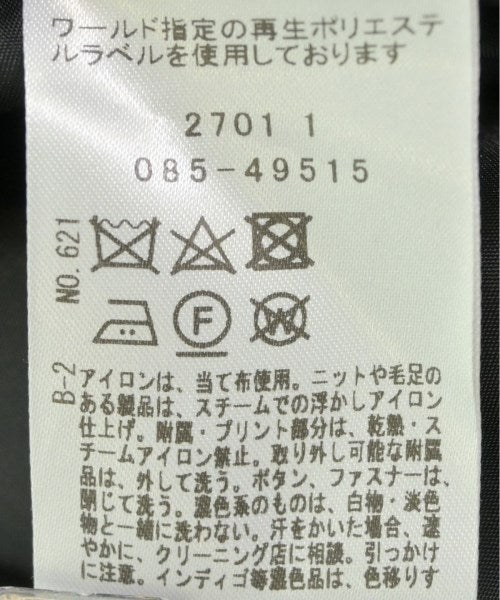 ワールド指定の再生ポリエステ
ルラベルを使用しております
2701 1
085-49515
NO.621
F
W
B-2
アイロンは、当て布使用。ニットや毛足の
ある製品は、スチームでの浮かしアイロン
仕上げ。附属・プリント部分は、乾熱・ス
チームアイロン禁止。取り外し可能な附属
品は、外して洗う。ボタン、ファスナーは、
閉じて洗う。濃色系のものは、白物・淡色
物と一緒に洗わない。汗をかいた場合、速
やかに、クリーニング店に相談。引っかけ
に注意。インディゴ等濃色品は、色移りす